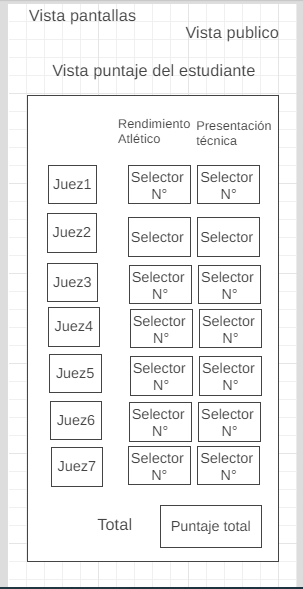 Vista pantallas
Vista publico
Vista puntaje del estudiante
Rendimiento Presentación
Atlético técnica
Juez1 Selector N° Selector N°
Juez2 Selector Selector
Juez3 Selector N° Selector N°
Juez4 Selector N° Selector N°
Juez5 Selector N° Selector N°
Juez6 Selector N° Selector N°
Juez7 Selector N° Selector N°
Total Puntaje total